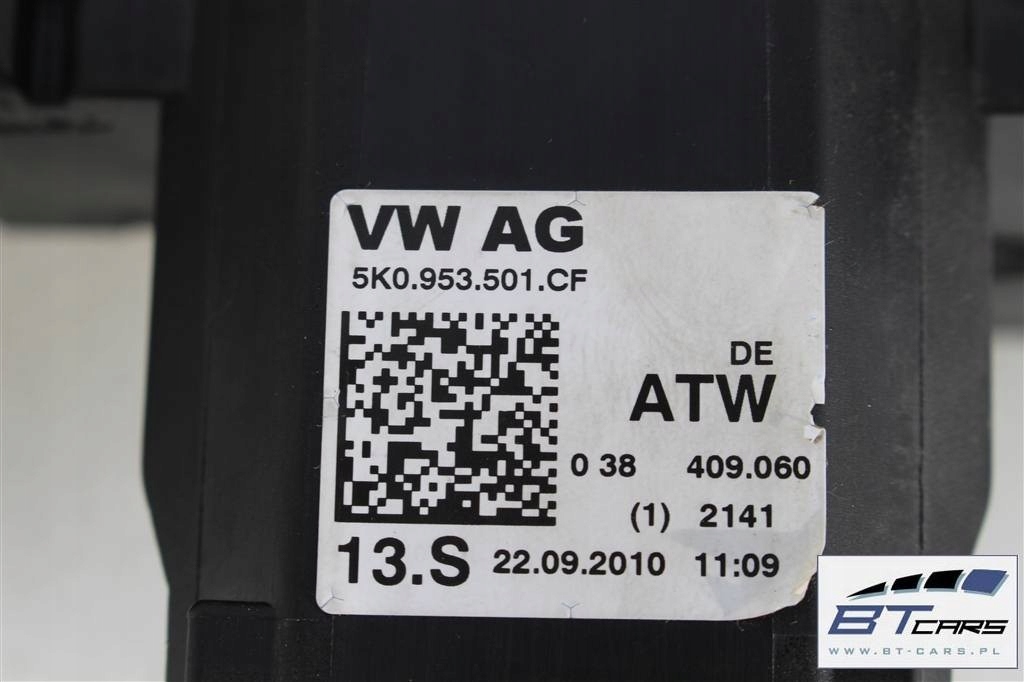 VW AG
5K0.953.501.CF
DE
ATW
0 38 409.060
(1) 2141
13.S 22.09.2010 11:09
BT CARS
WWW.BT-CARS.PL